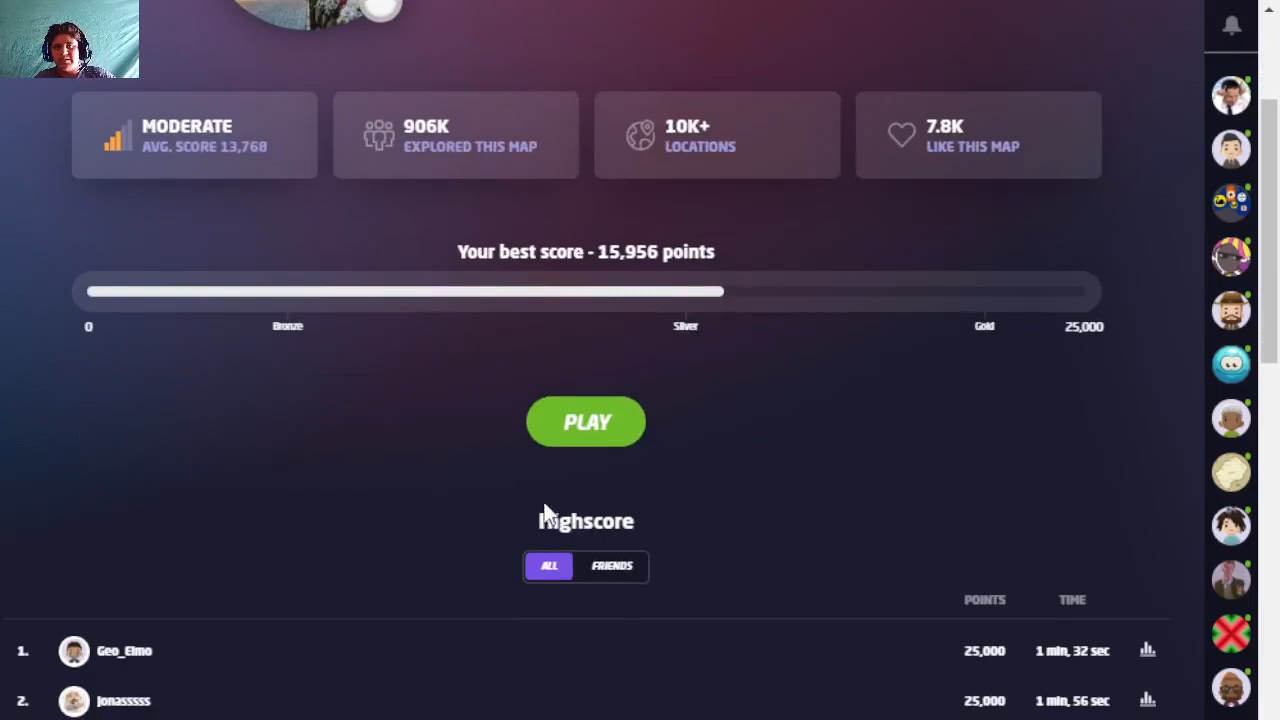 MODERATE
AVG. SCORE 13,768
906K
EXPLORED THIS MAP
10K+
LOCATIONS
7.8K
LIKE THIS MAP
Your best score - 15,956 points
0
Bronze
Silver
Gold
25,000
PLAY
Highscore
ALL
FRIENDS
POINTS
TIME
1.
Geo_Elmo
25,000
1 min, 32 sec
2.
Jonasssss
25,000
1 min, 56 sec